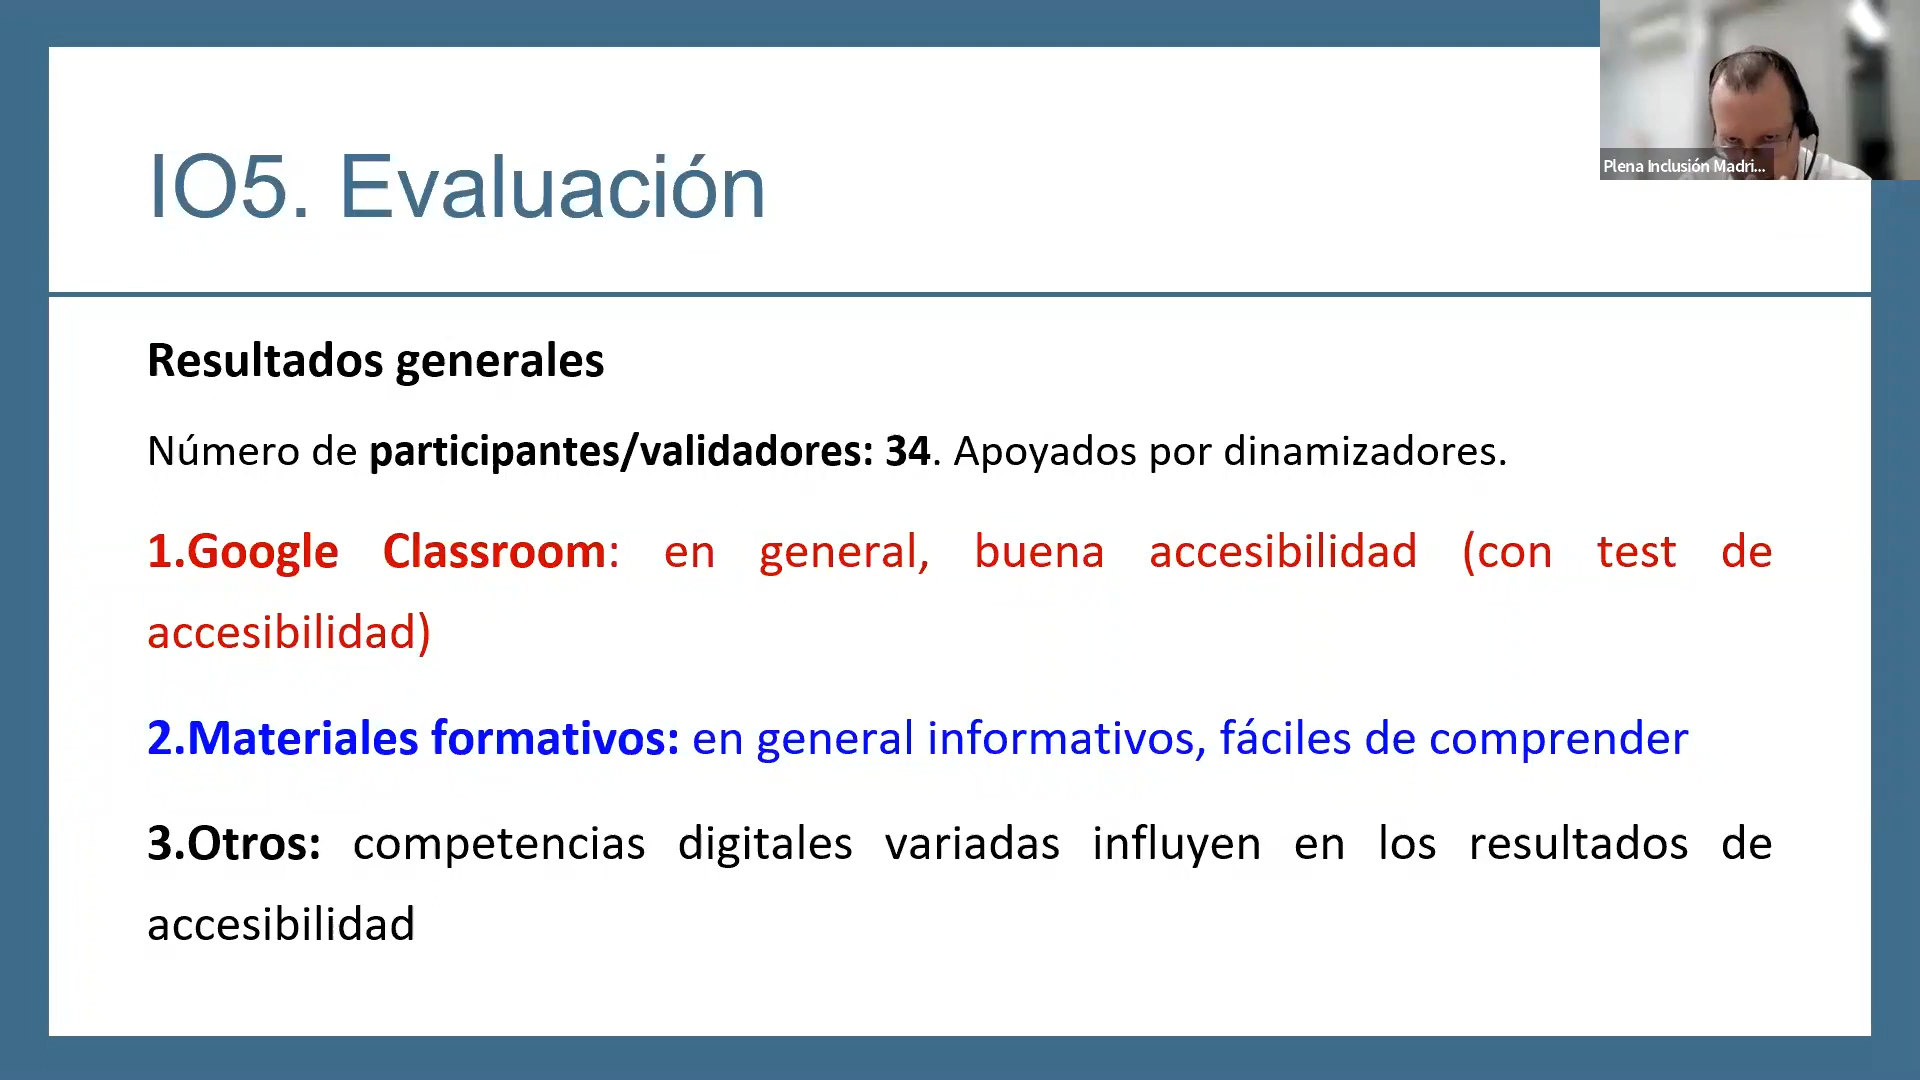 IO5. Evaluación
Plena Inclusión Madri...
Resultados generales
Número de participantes/validadores: 34. Apoyados por dinamizadores.
1.Google Classroom: en general, buena accesibilidad (con test de
accesibilidad)
2.Materiales formativos: en general informativos, fáciles de comprender
3.Otros: competencias digitales variadas influyen en los resultados de
accesibilidad